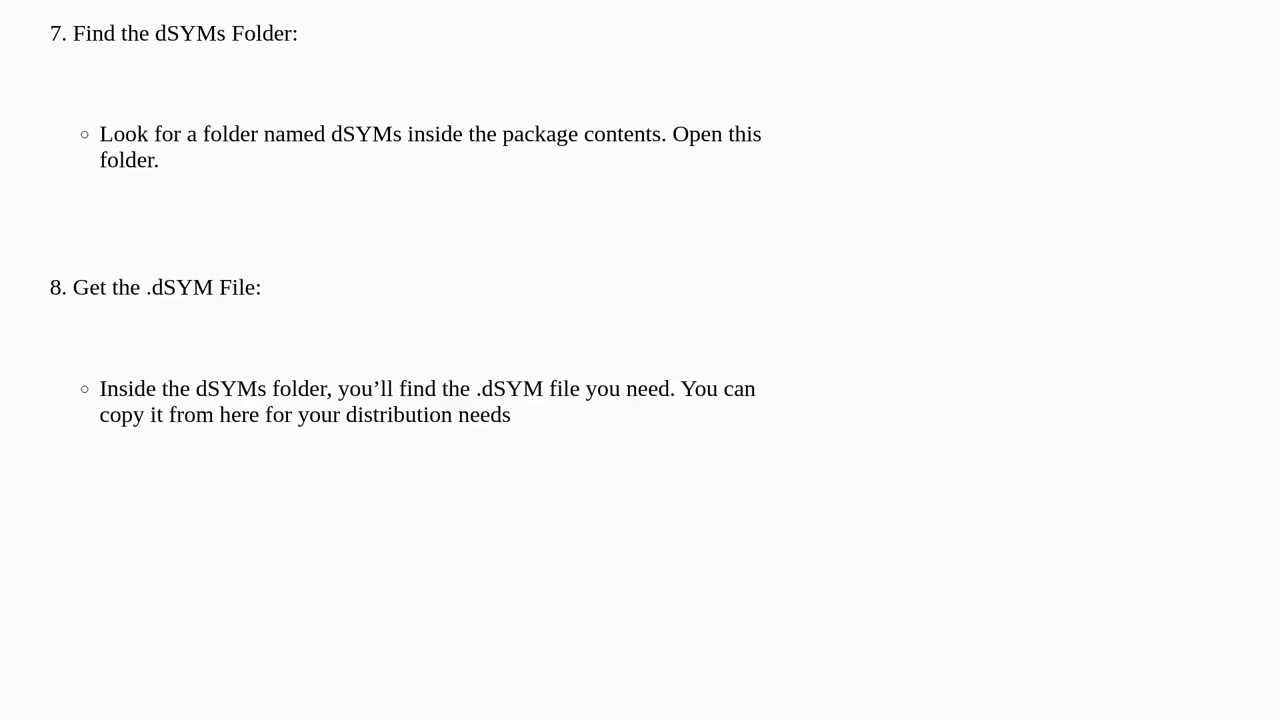 7. Find the dSYMs Folder:
◦ Look for a folder named dSYMs inside the package contents. Open this
folder.
8. Get the .dSYM File:
◦ Inside the dSYMs folder, you’ll find the .dSYM file you need. You can
copy it from here for your distribution needs